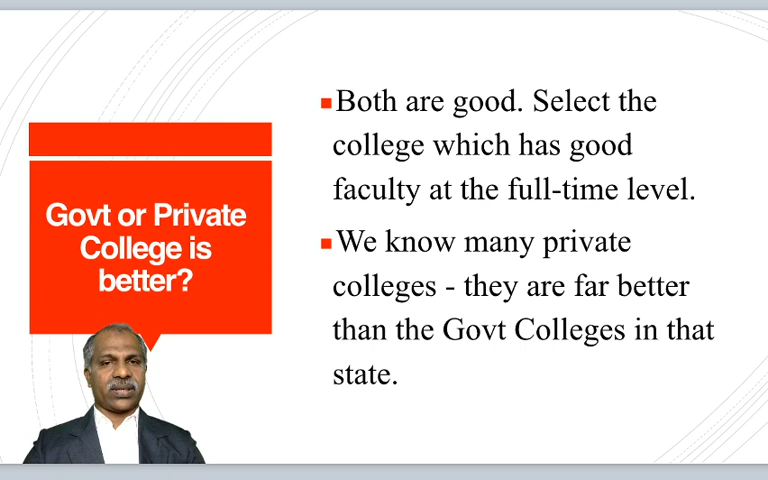 Govt or Private
College is
better?
Both are good. Select the
college which has good
faculty at the full-time level.
We know many private
colleges - they are far better
than the Govt Colleges in that
state.